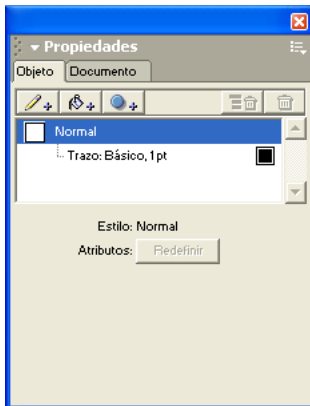 Propiedades
Objeto Documento
Normal
Trazo: Básico, 1pt
Estilo: Normal
Atributos: Redefinir